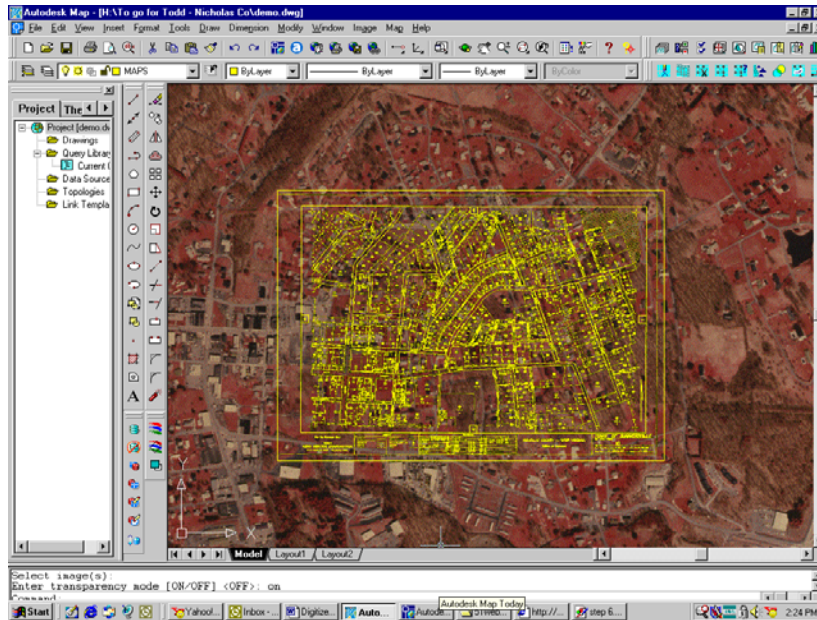 Autodesk Map - [H:\To go for Todd - Nicholas Co\demo.dwg]
File Edit View Insert Format Tools Draw Dimension Modify Window Image Map Help
MAPS ByLayer ByLayer ByLayer ByColor
Project The
Project [demo.dw
Drawings
Query Library
Current
Data Source
Topologies
Link Templa
A
Y
X
Model Layout1 Layout2
Select image(s):
Enter transparency mode [ON/OFF] <OFF>: on
Command:
Autodesk Map Today
Start Yahoo!... Inbox - ... Digitize... Auto... Autode... http://... step 6.... 2:24 PM